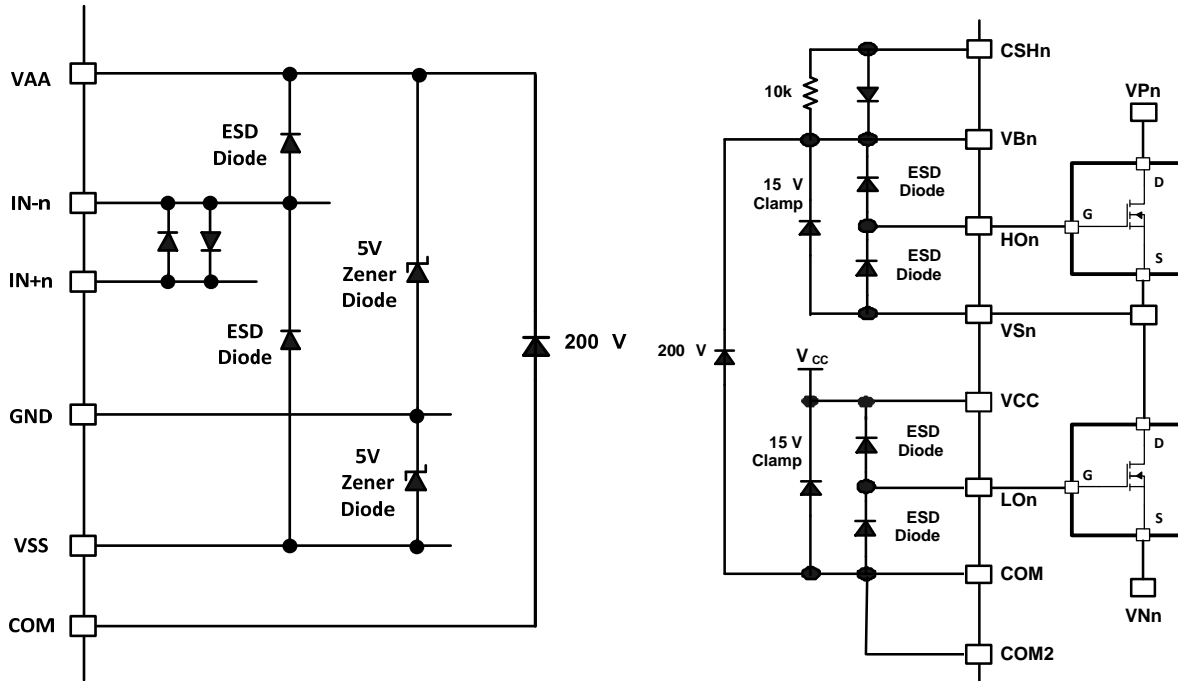 VAA
ESD
Diode
IN-n
IN+n
5V
Zener
Diode
ESD
Diode
200 V
GND
5V
Zener
Diode
VSS
COM
CSHn
10k
VPn
VBn
ESD
Diode
15 V
Clamp
D
G
HOn
ESD
Diode
S
VSn
200 V
VCC
VCC
ESD
Diode
15 V
Clamp
D
G
LOn
ESD
Diode
S
COM
VNn
COM2